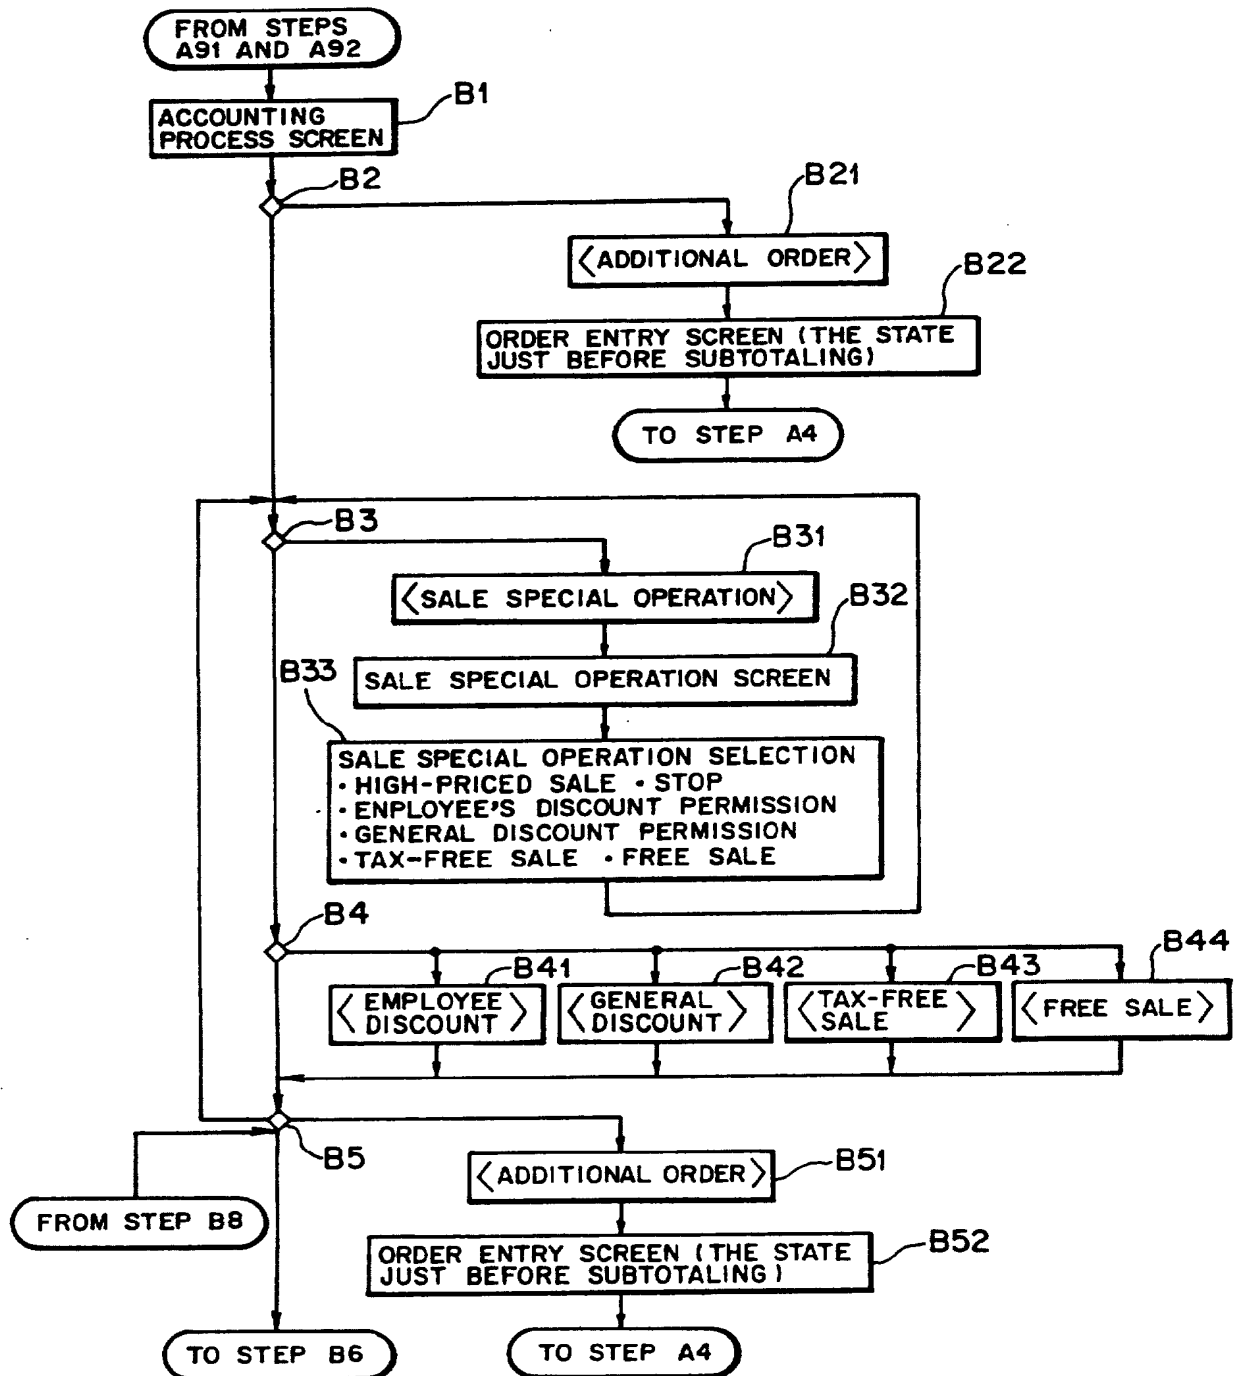 FROM STEPS
A91 AND A92
B1
ACCOUNTING
PROCESS SCREEN
B2
B21
<ADDITIONAL ORDER>
B22
ORDER ENTRY SCREEN (THE STATE
JUST BEFORE SUBTOTALING)
TO STEP A4
B3
B31
<SALE SPECIAL OPERATION>
B32
SALE SPECIAL OPERATION SCREEN
B33
SALE SPECIAL OPERATION SELECTION
• HIGH-PRICED SALE • STOP
• ENPLOYEE'S DISCOUNT PERMISSION
• GENERAL DISCOUNT PERMISSION
• TAX-FREE SALE • FREE SALE
B4
B41
<EMPLOYEE
DISCOUNT>
B42
<GENERAL
DISCOUNT>
B43
<TAX-FREE
SALE>
B44
<FREE SALE>
B5
B51
<ADDITIONAL ORDER>
FROM STEP B8
B52
ORDER ENTRY SCREEN (THE STATE
JUST BEFORE SUBTOTALING)
TO STEP B6
TO STEP A4